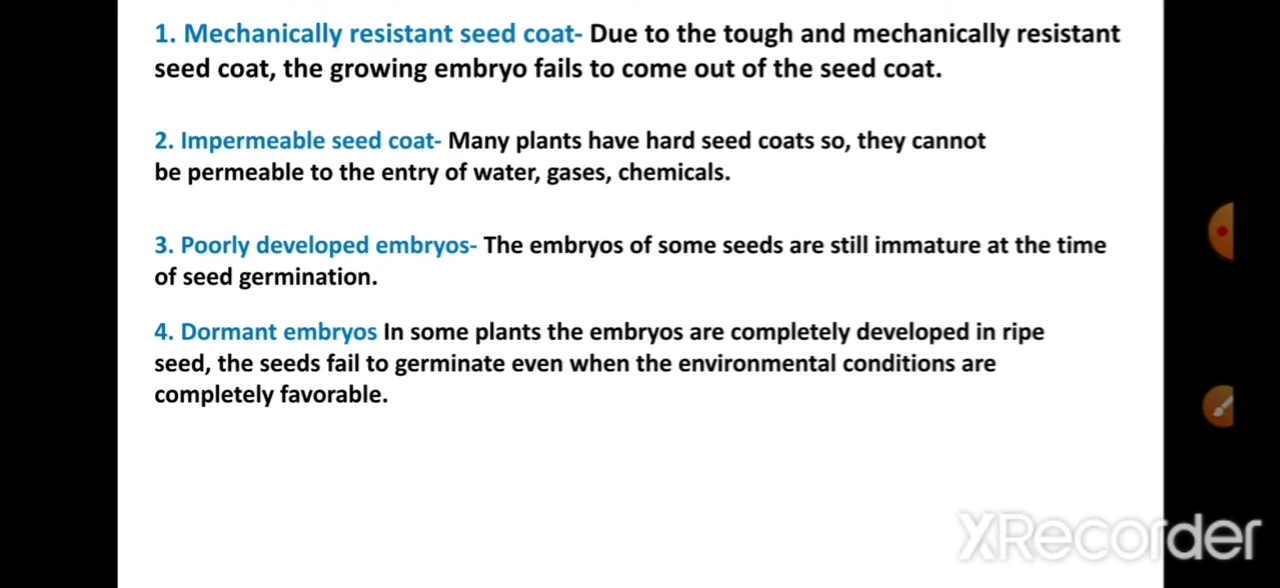 1. Mechanically resistant seed coat- Due to the tough and mechanically resistant
seed coat, the growing embryo fails to come out of the seed coat.
2. Impermeable seed coat- Many plants have hard seed coats so, they cannot
be permeable to the entry of water, gases, chemicals.
3. Poorly developed embryos- The embryos of some seeds are still immature at the time
of seed germination.
4. Dormant embryos In some plants the embryos are completely developed in ripe
seed, the seeds fail to germinate even when the environmental conditions are
completely favorable.
XRecorder